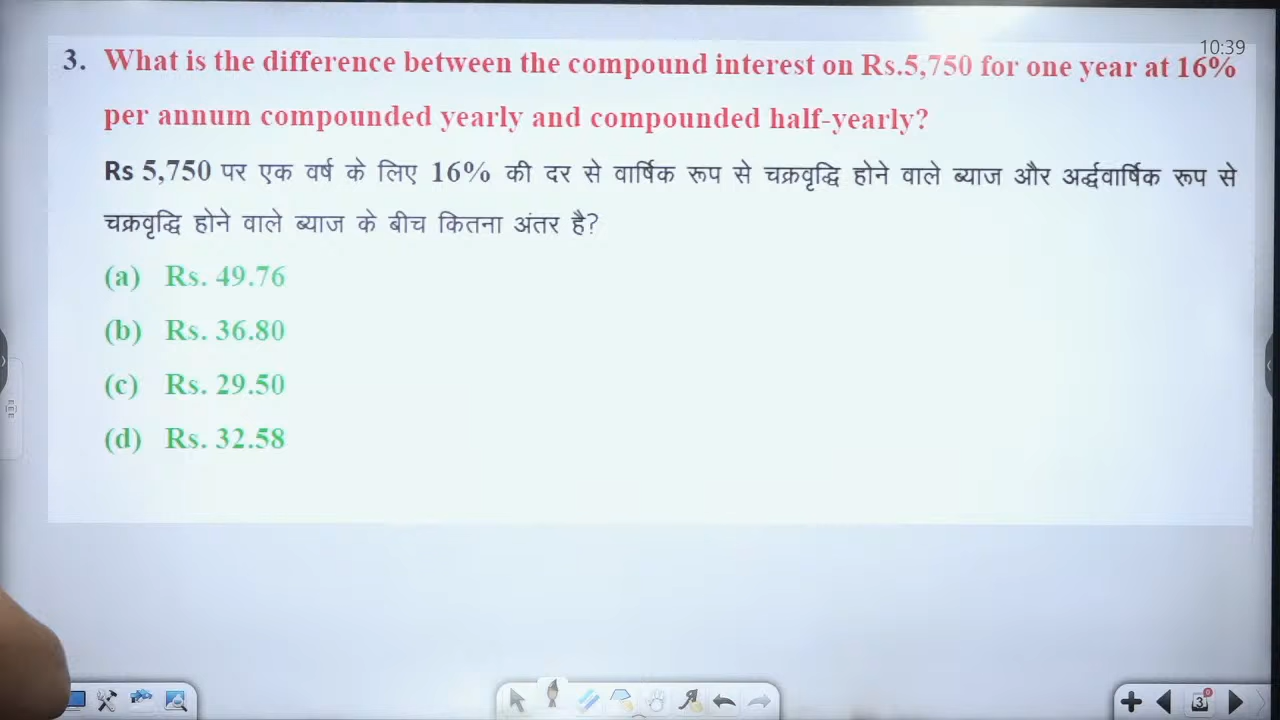 10:39
3. What is the difference between the compound interest on Rs.5,750 for one year at 16%
per annum compounded yearly and compounded half-yearly?
Rs 5,750 पर एक वर्ष के लिए 16% की दर से वार्षिक रूप से चक्रवृद्धि होने वाले ब्याज और अर्द्धवार्षिक रूप से
चक्रवृद्धि होने वाले ब्याज के बीच कितना अंतर है?
(a) Rs. 49.76
(b) Rs. 36.80
(c) Rs. 29.50
(d) Rs. 32.58
3